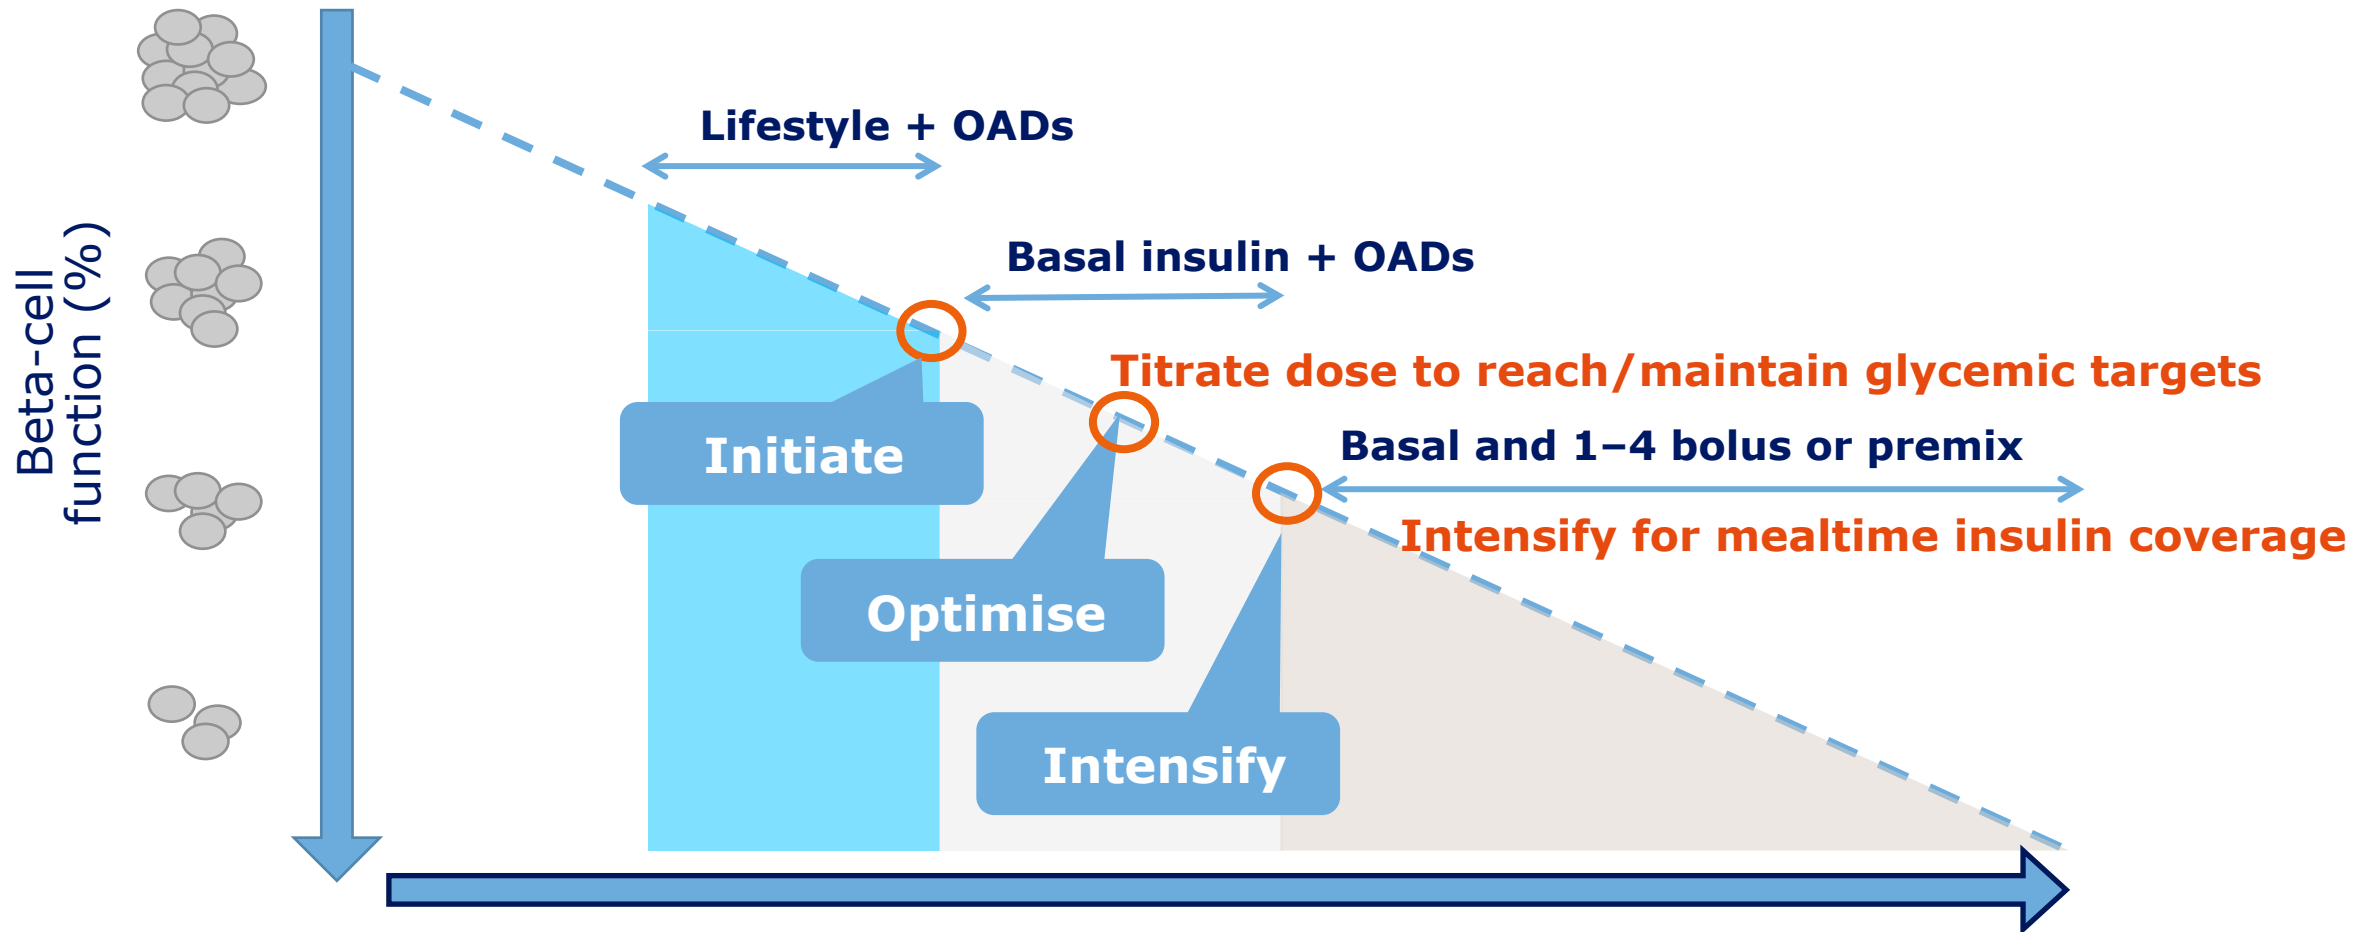 Beta-cell
function (%)
Lifestyle + OADs
Basal insulin + OADs
Titrate dose to reach/maintain glycemic targets
Basal and 1–4 bolus or premix
Intensify for mealtime insulin coverage
Initiate
Optimise
Intensify